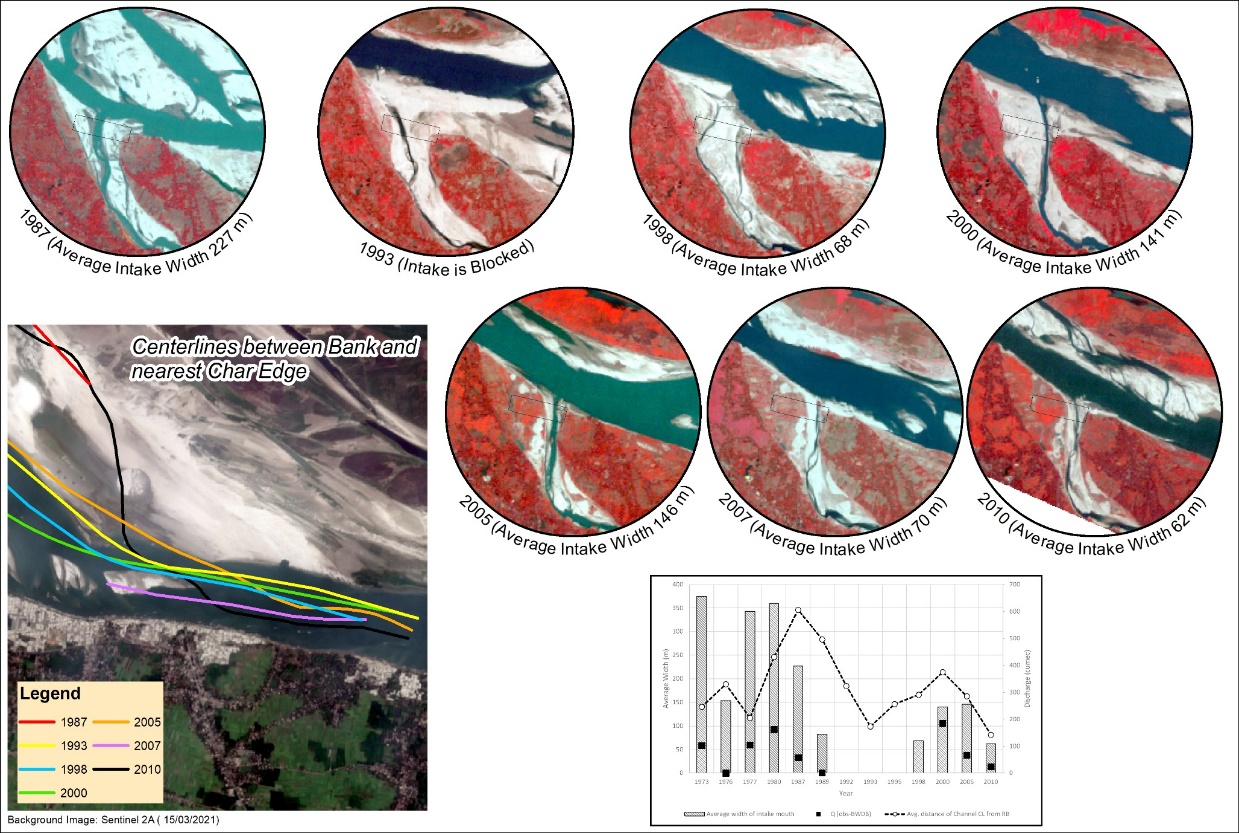 1987 (Average Intake Width 227 m)
1993 (Intake is Blocked)
1998 (Average Intake Width 68 m)
2000 (Average Intake Width 141 m)
2005 (Average Intake Width 146 m)
2007 (Average Intake Width 70 m)
2010 (Average Intake Width 62 m)
Centerlines between Bank and
nearest Char Edge
Legend
1987 2005
1993 2007
1998 2010
2000
Background Image: Sentinel 2A ( 15/03/2021)
Average Width (m)
400
350
300
250
200
150
100
50
0
700
600
500
400
300
200
100
0
Discharge (cumec)
1973 1976 1977 1980 1987 1989 1992 1993 1995 1998 2000 2005 2010
Year
Average width of intake mouth Q (obs-BWDB) Avg. distance of Channel CL from RB